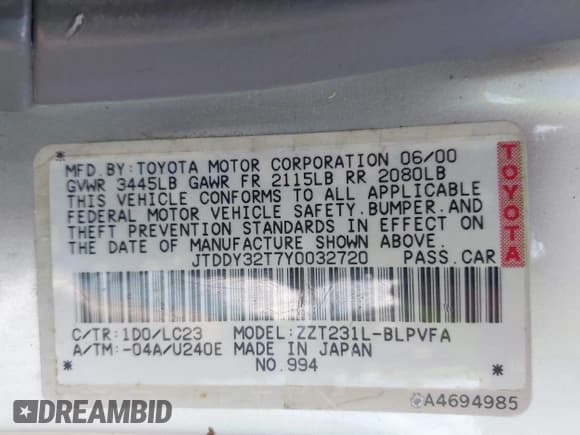 MFD.BY:TOYOTA MOTOR CORPORATION 06/00
GVWR 3445LB GAWR FR 2115LB RR 2080LB
THIS VEHICLE CONFORMS TO ALL APPLICABLE
FEDERAL MOTOR VEHICLE SAFETY.BUMPER.AND
THEFT PREVENTION STANDARDS IN EFFECT ON
THE DATE OF MANUFACTURE SHOWN ABOVE.
JTDDY32T7Y0032720 PASS.CAR
C/TR:1D0/LC23 MODEL:ZZT231L-BLPVFA
A/TM:-04A/U240E MADE IN JAPAN
NO.994
TOYOTA
A4694985
DREAMBID
DREAMBID